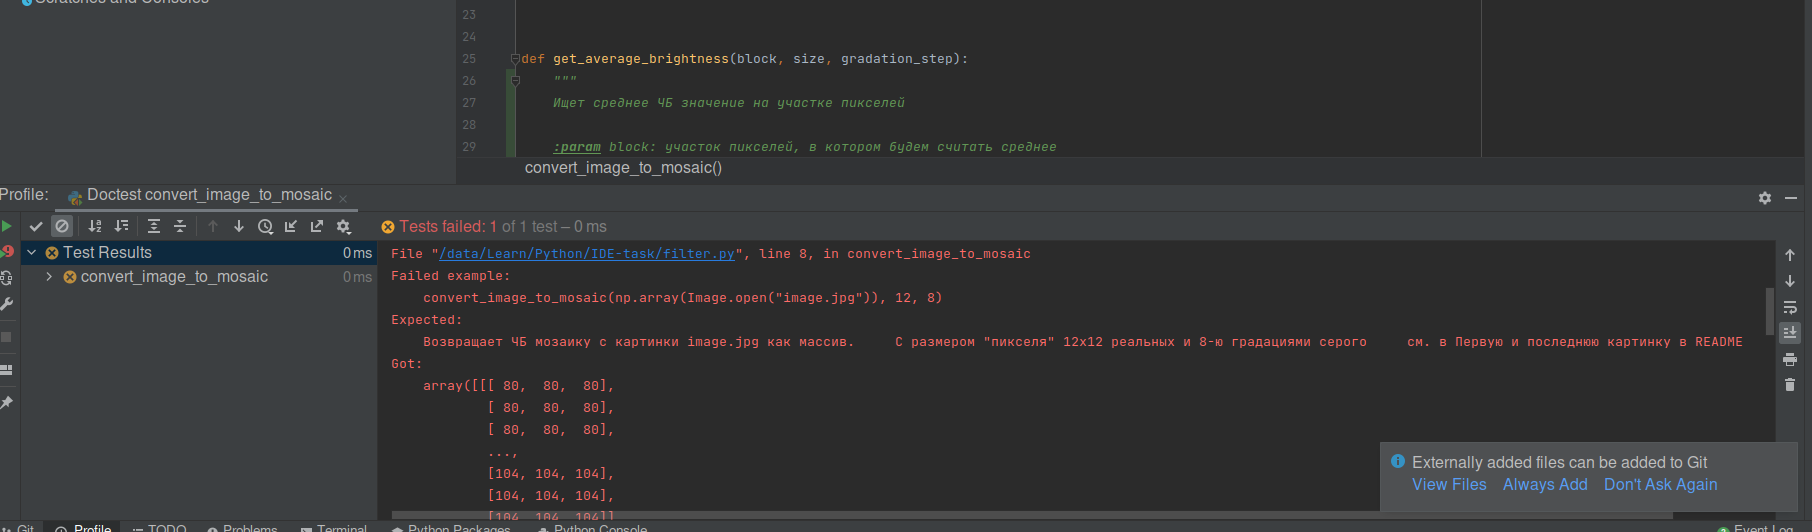 Scratches and Consoles
23
24
25 def get_average_brightness(block, size, gradation_step):
26 """
27 Ищет среднее ЧБ значение на участке пикселей
28
29 :param block: участок пикселей, в котором будем считать среднее
convert_image_to_mosaic()
Profile: Doctest convert_image_to_mosaic
Tests failed: 1 of 1 test – 0 ms
Test Results 0 ms
convert_image_to_mosaic 0 ms
File "/data/Learn/Python/IDE-task/filter.py", line 8, in convert_image_to_mosaic
Failed example:
convert_image_to_mosaic(np.array(Image.open("image.jpg")), 12, 8)
Expected:
Возвращает ЧБ мозаику с картинки image.jpg как массив. С размером "пикселя" 12x12 реальных и 8-ю градациями серого см. в Первую и последнюю картинку в README
Got:
array([[[ 80, 80, 80],
[ 80, 80, 80],
[ 80, 80, 80],
...,
[104, 104, 104],
[104, 104, 104],
[104, 104, 104]]
Externally added files can be added to Git
View Files Always Add Don't Ask Again
Git Profile TODO Problems Terminal Python Packages Python Console Event Log